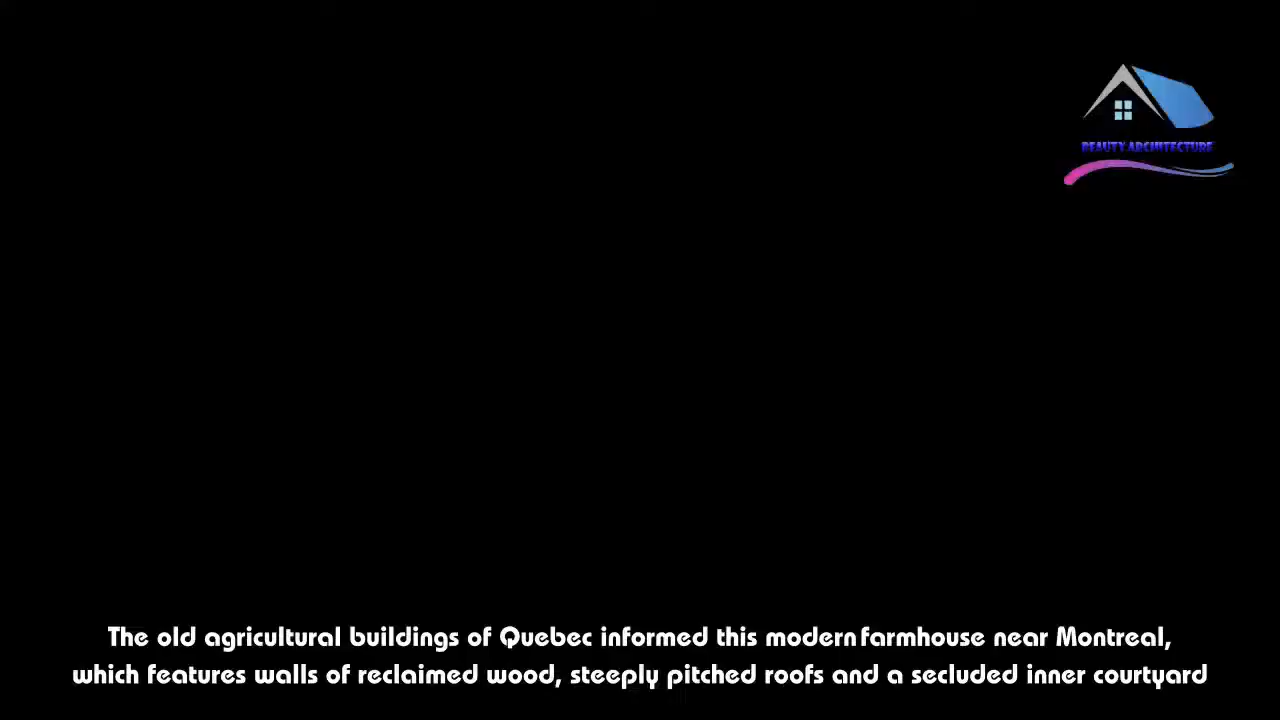 BEAUTY ARCHITECTURE
The old agricultural buildings of Quebec informed this modern farmhouse near Montreal,
which features walls of reclaimed wood, steeply pitched roofs and a secluded inner courtyard